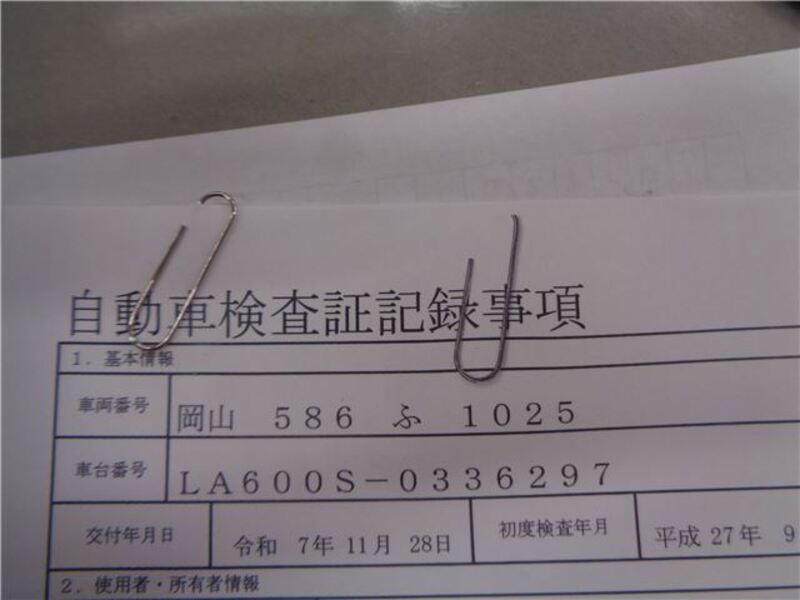 自動車検査証記録事項
1．基本情報
車両番号 岡山 586 ふ 1025
車台番号 LA600S－0336297
交付年月日 令和 7年 11月 28日 初度検査年月 平成 27年 9
2．使用者・所有者情報